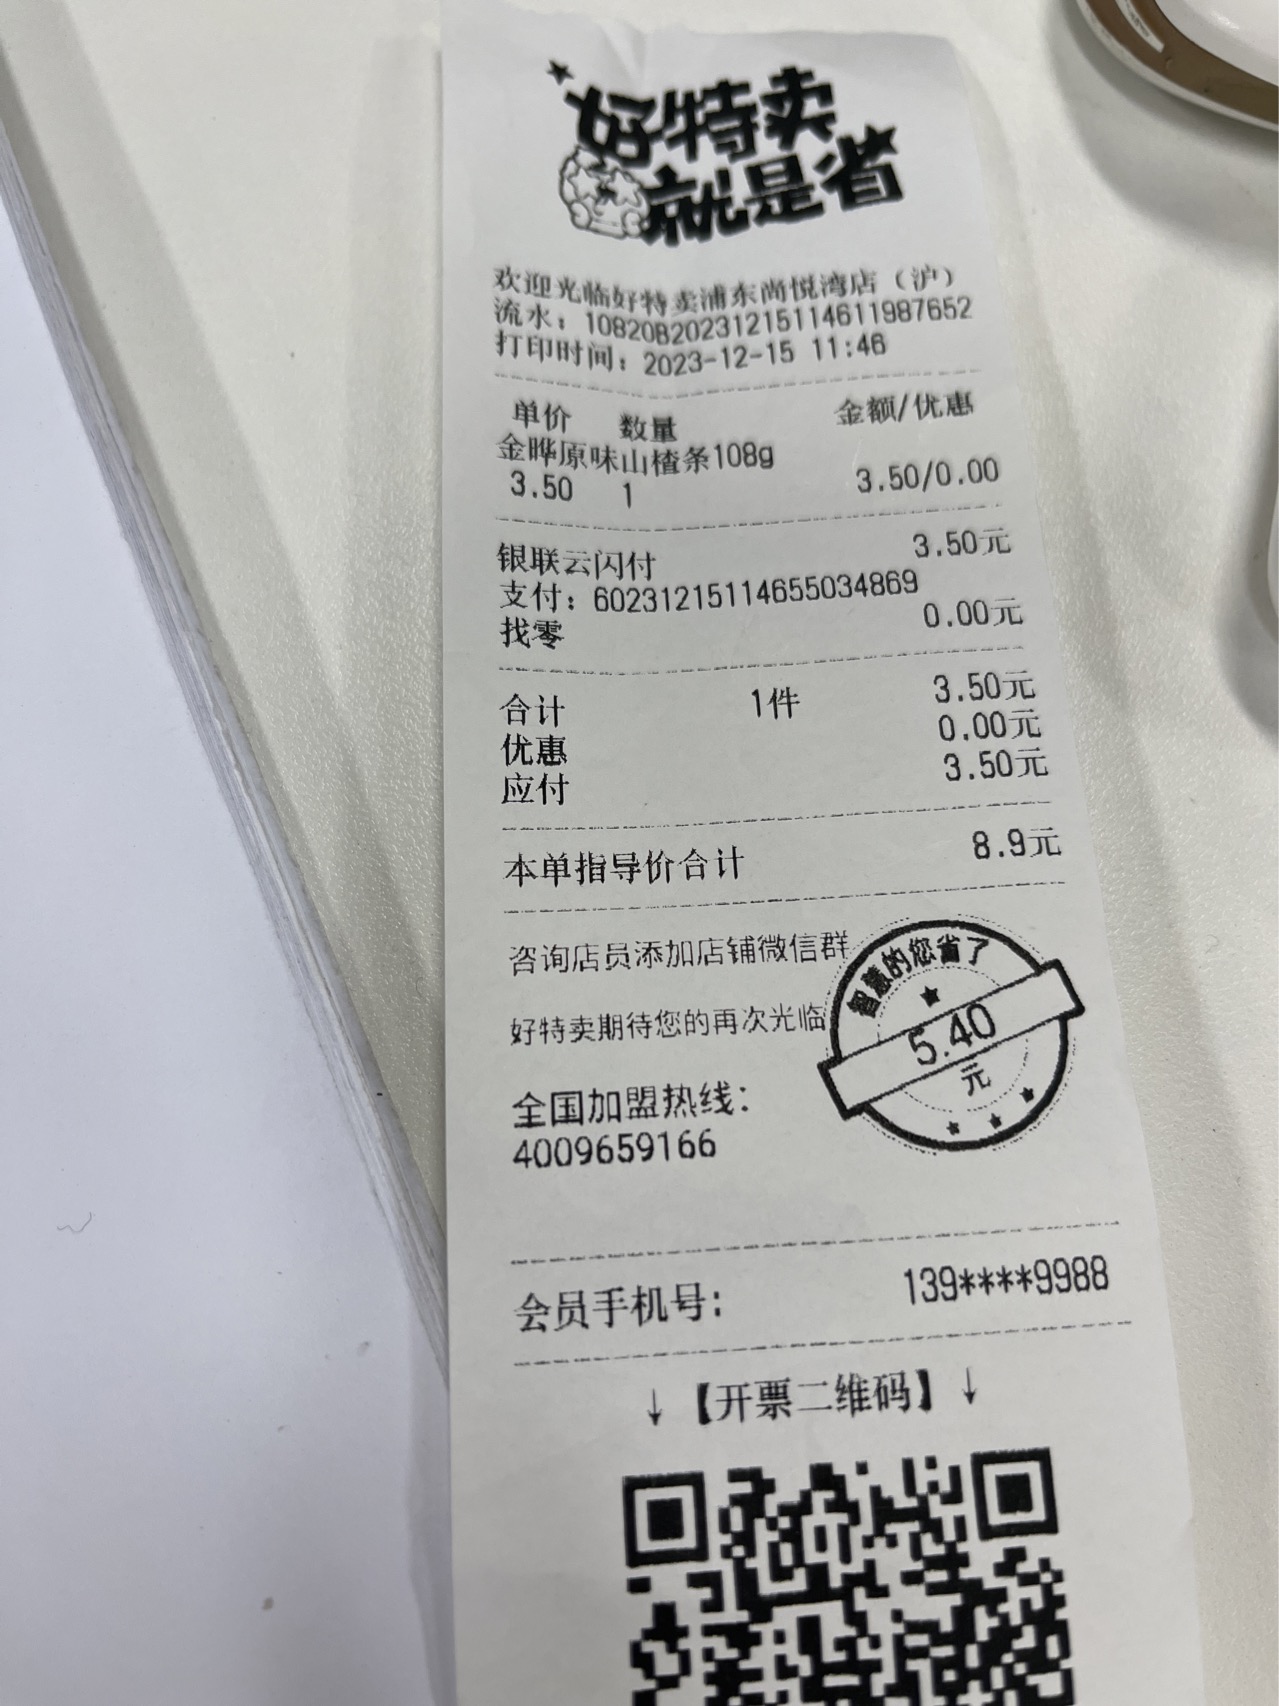 好特卖
就是省
欢迎光临好特卖浦东尚悦湾店（沪）
流水：10820B20231215114611987652
打印时间：2023-12-15 11:46
单价 数量 金额/优惠
金晔原味山楂条108g
3.50 1 3.50/0.00
银联云闪付 3.50元
支付：602312151146550348​69
找零 0.00元
合计 1件 3.50元
优惠 0.00元
应付 3.50元
本单指导价合计 8.9元
咨询店员添加店铺微信群
好特卖期待您的再次光临
智慧的您省了
5.40
元
全国加盟热线：
4009659166
会员手机号： 139****9988
↓【开票二维码】↓